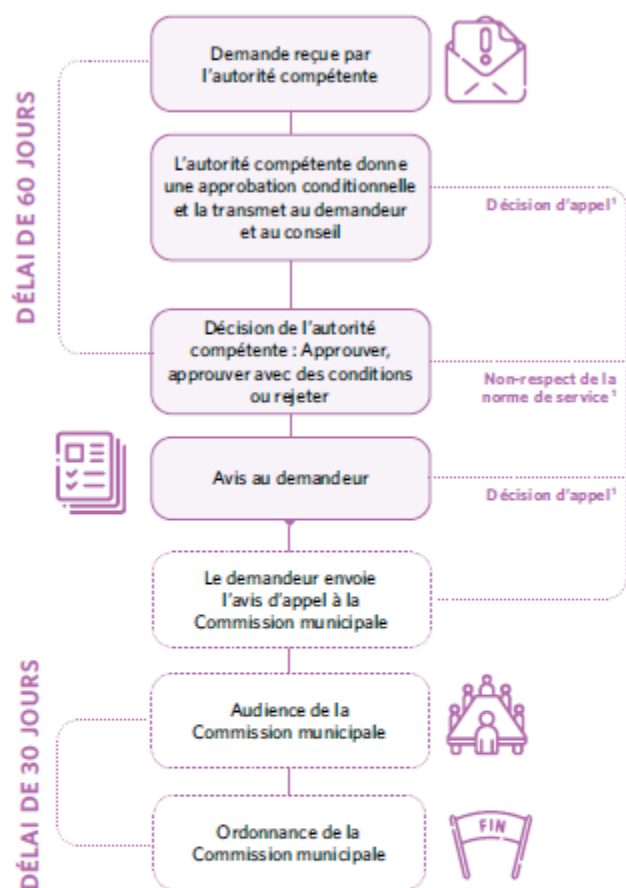 Demande reçue par
l'autorité compétente
DÉLAI DE 60 JOURS
L'autorité compétente donne
une approbation conditionnelle
et la transmet au demandeur
et au conseil
Décision d'appel¹
Décision de l'autorité
compétente : Approuver,
approuver avec des conditions
ou rejeter
Non-respect de la
norme de service¹
Avis au demandeur
Décision d'appel¹
Le demandeur envoie
l'avis d'appel à la
Commission municipale
DÉLAI DE 30 JOURS
Audience de la
Commission municipale
Ordonnance de la
Commission municipale
FIN